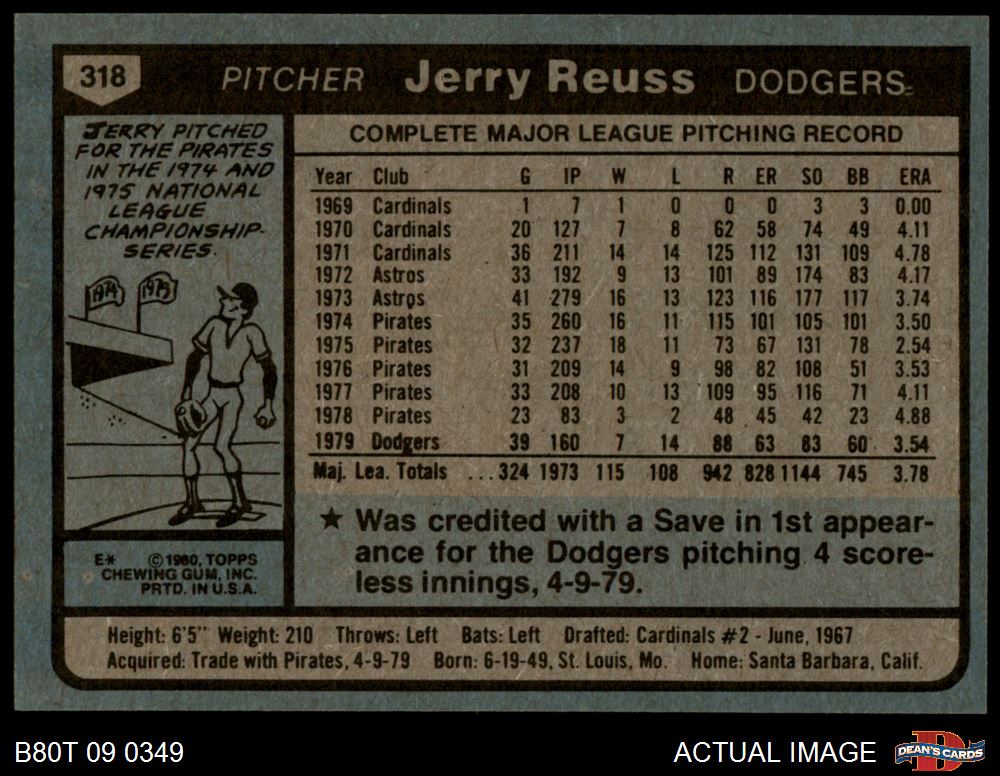 318 PITCHER Jerry Reuss DODGERS
JERRY PITCHED
FOR THE PIRATES
IN THE 1974 AND
1975 NATIONAL
LEAGUE
CHAMPIONSHIP
SERIES.
1974 1975
E* © 1980, TOPPS
CHEWING GUM, INC.
PRTD. IN U.S.A.
COMPLETE MAJOR LEAGUE PITCHING RECORD
Year Club G IP W L R ER SO BB ERA
1969 Cardinals 1 7 1 0 0 0 3 3 0.00
1970 Cardinals 20 127 7 8 62 58 74 49 4.11
1971 Cardinals 36 211 14 14 125 112 131 109 4.78
1972 Astros 33 192 9 13 101 89 174 83 4.17
1973 Astros 41 279 16 13 123 116 177 117 3.74
1974 Pirates 35 260 16 11 115 101 105 101 3.50
1975 Pirates 32 237 18 11 73 67 131 78 2.54
1976 Pirates 31 209 14 9 98 82 108 51 3.53
1977 Pirates 33 208 10 13 109 95 116 71 4.11
1978 Pirates 23 83 3 2 48 45 42 23 4.88
1979 Dodgers 39 160 7 14 88 63 83 60 3.54
Maj. Lea. Totals ... 324 1973 115 108 942 828 1144 745 3.78
★ Was credited with a Save in 1st appear-
ance for the Dodgers pitching 4 score-
less innings, 4-9-79.
Height: 6'5" Weight: 210 Throws: Left Bats: Left Drafted: Cardinals #2 - June, 1967
Acquired: Trade with Pirates, 4-9-79 Born: 6-19-49, St. Louis, Mo. Home: Santa Barbara, Calif.
B80T 09 0349 ACTUAL IMAGE DEAN'S CARDS